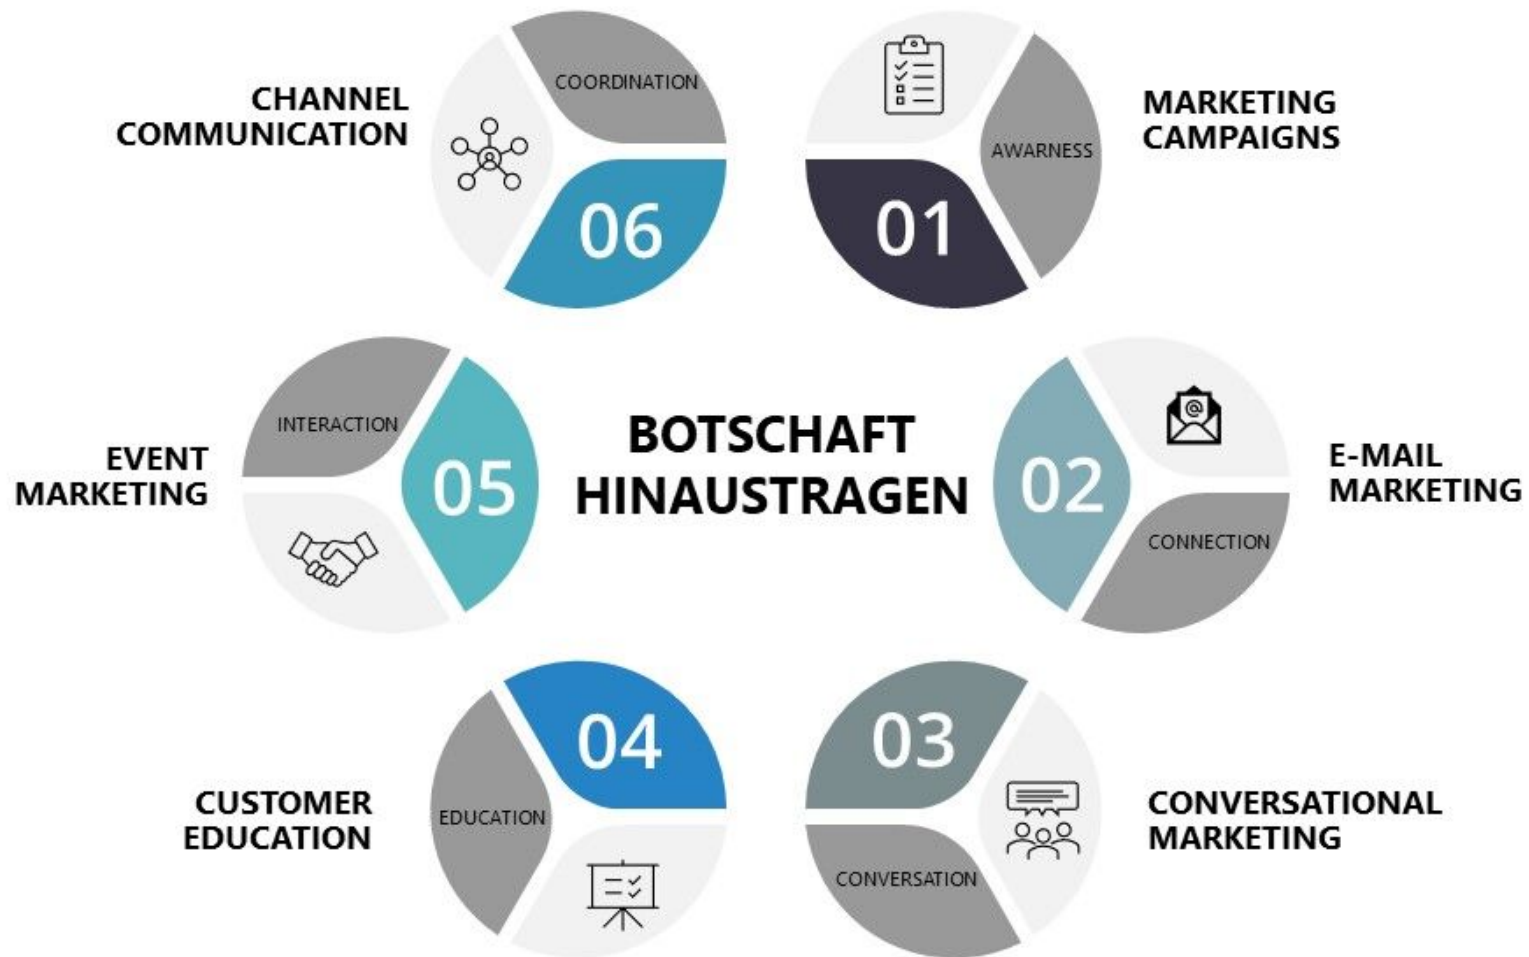 BOTSCHAFT
HINAUSTRAGEN
01
AWARNESS
MARKETING
CAMPAIGNS
02
@
CONNECTION
E-MAIL
MARKETING
03
CONVERSATION
CONVERSATIONAL
MARKETING
04
EDUCATION
CUSTOMER
EDUCATION
05
INTERACTION
EVENT
MARKETING
06
COORDINATION
CHANNEL
COMMUNICATION